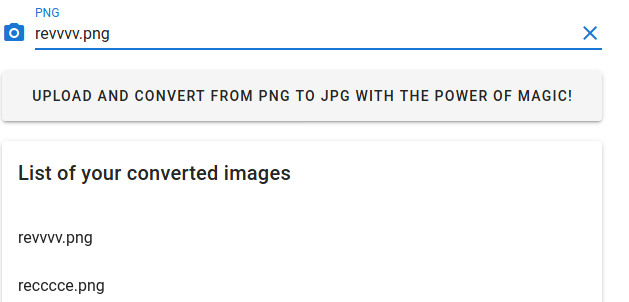 PNG
revvvv.png
UPLOAD AND CONVERT FROM PNG TO JPG WITH THE POWER OF MAGIC!
List of your converted images
revvvv.png
recccce.png